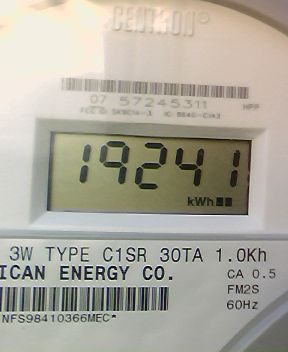 CENTRON®
07 57245311
HPP
19241
kWh
3W TYPE C1SR 30TA 1.0Kh
ICAN ENERGY CO.
CA 0.5
FM2S
60Hz
NFS98410366MEC*